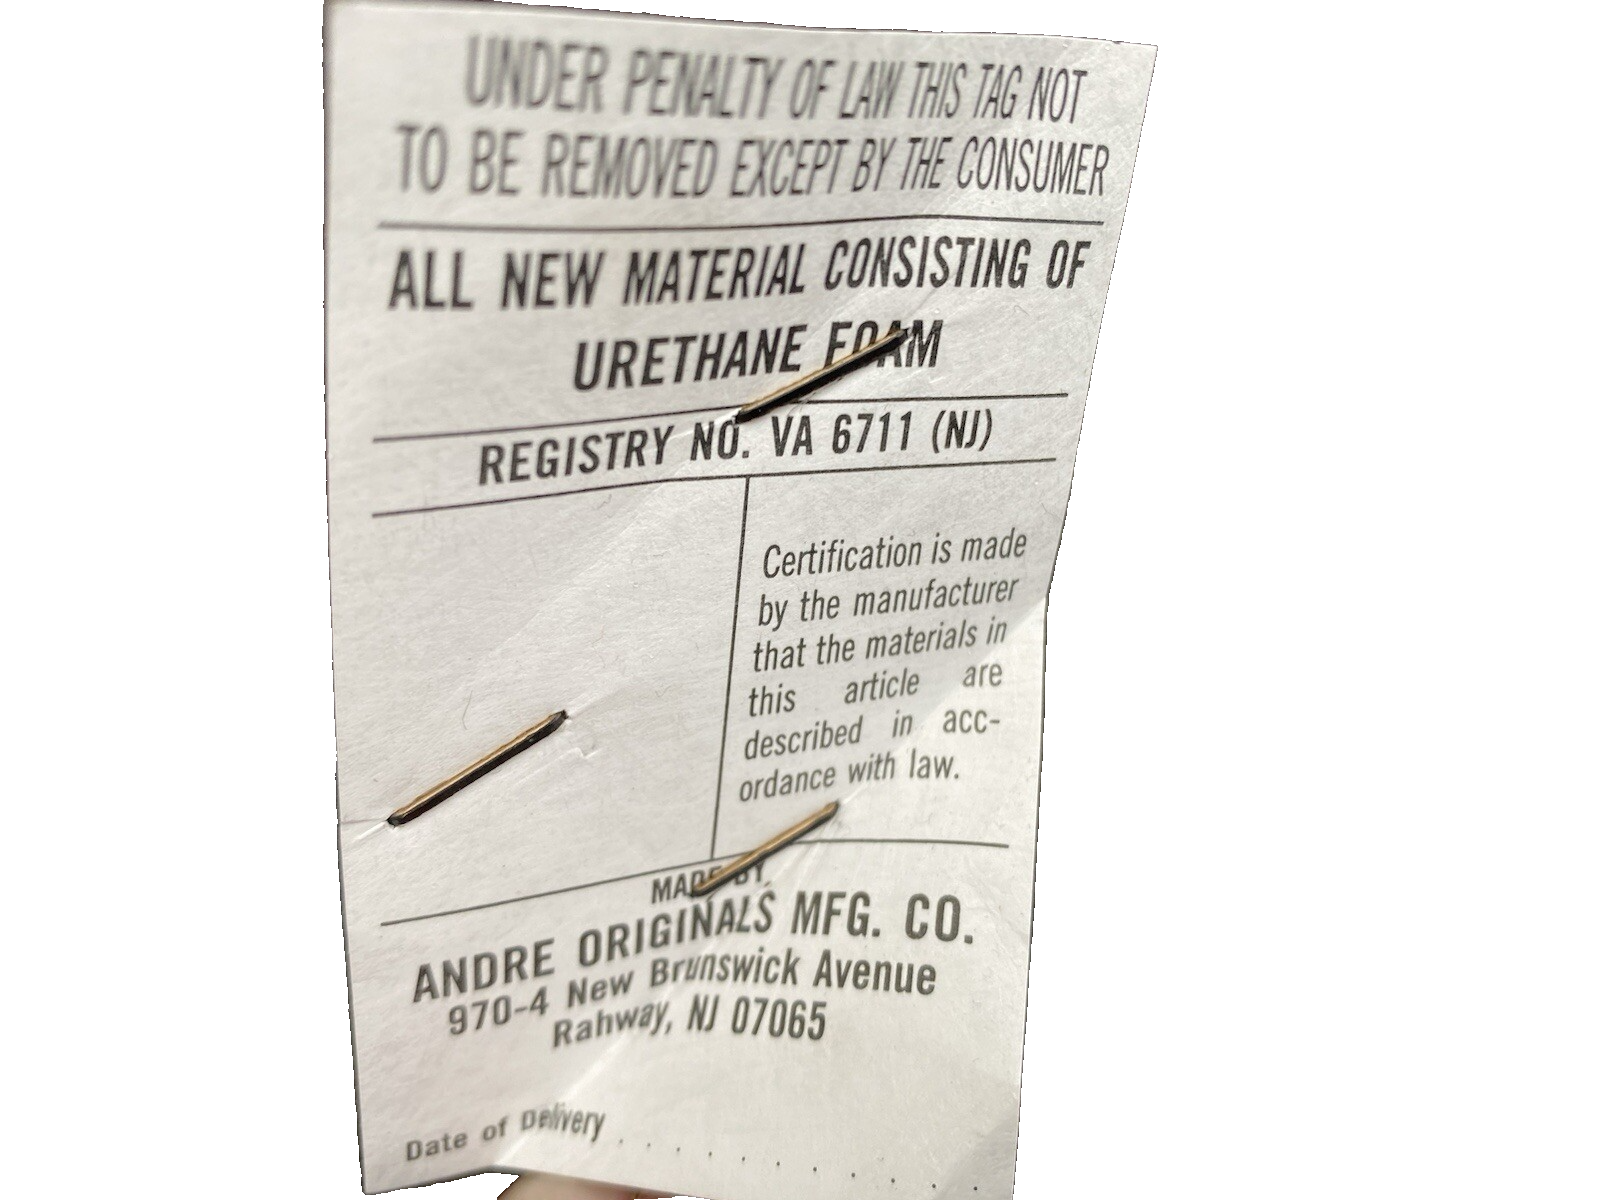 UNDER PENALTY OF LAW THIS TAG NOT
TO BE REMOVED EXCEPT BY THE CONSUMER
ALL NEW MATERIAL CONSISTING OF
URETHANE FOAM
REGISTRY NO. VA 6711 (NJ)
Certification is made
by the manufacturer
that the materials in
this article are
described in acc-
ordance with law.
MADE BY
ANDRE ORIGINALS MFG. CO.
970-4 New Brunswick Avenue
Rahway, NJ 07065
Date of Delivery . . . . . . . . . . .